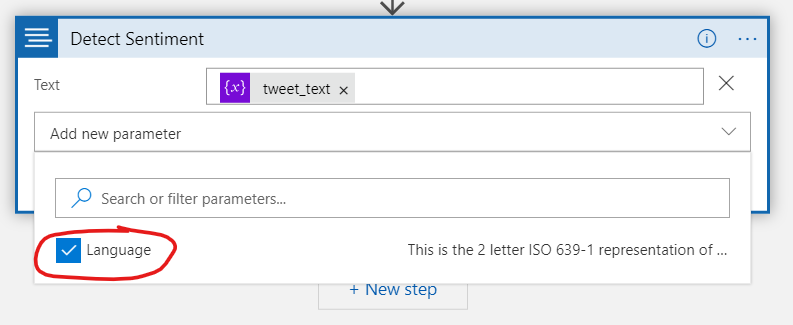 Detect Sentiment
Text
{x} tweet_text ×
Add new parameter
Search or filter parameters...
Language This is the 2 letter ISO 639-1 representation of ...
+ New step